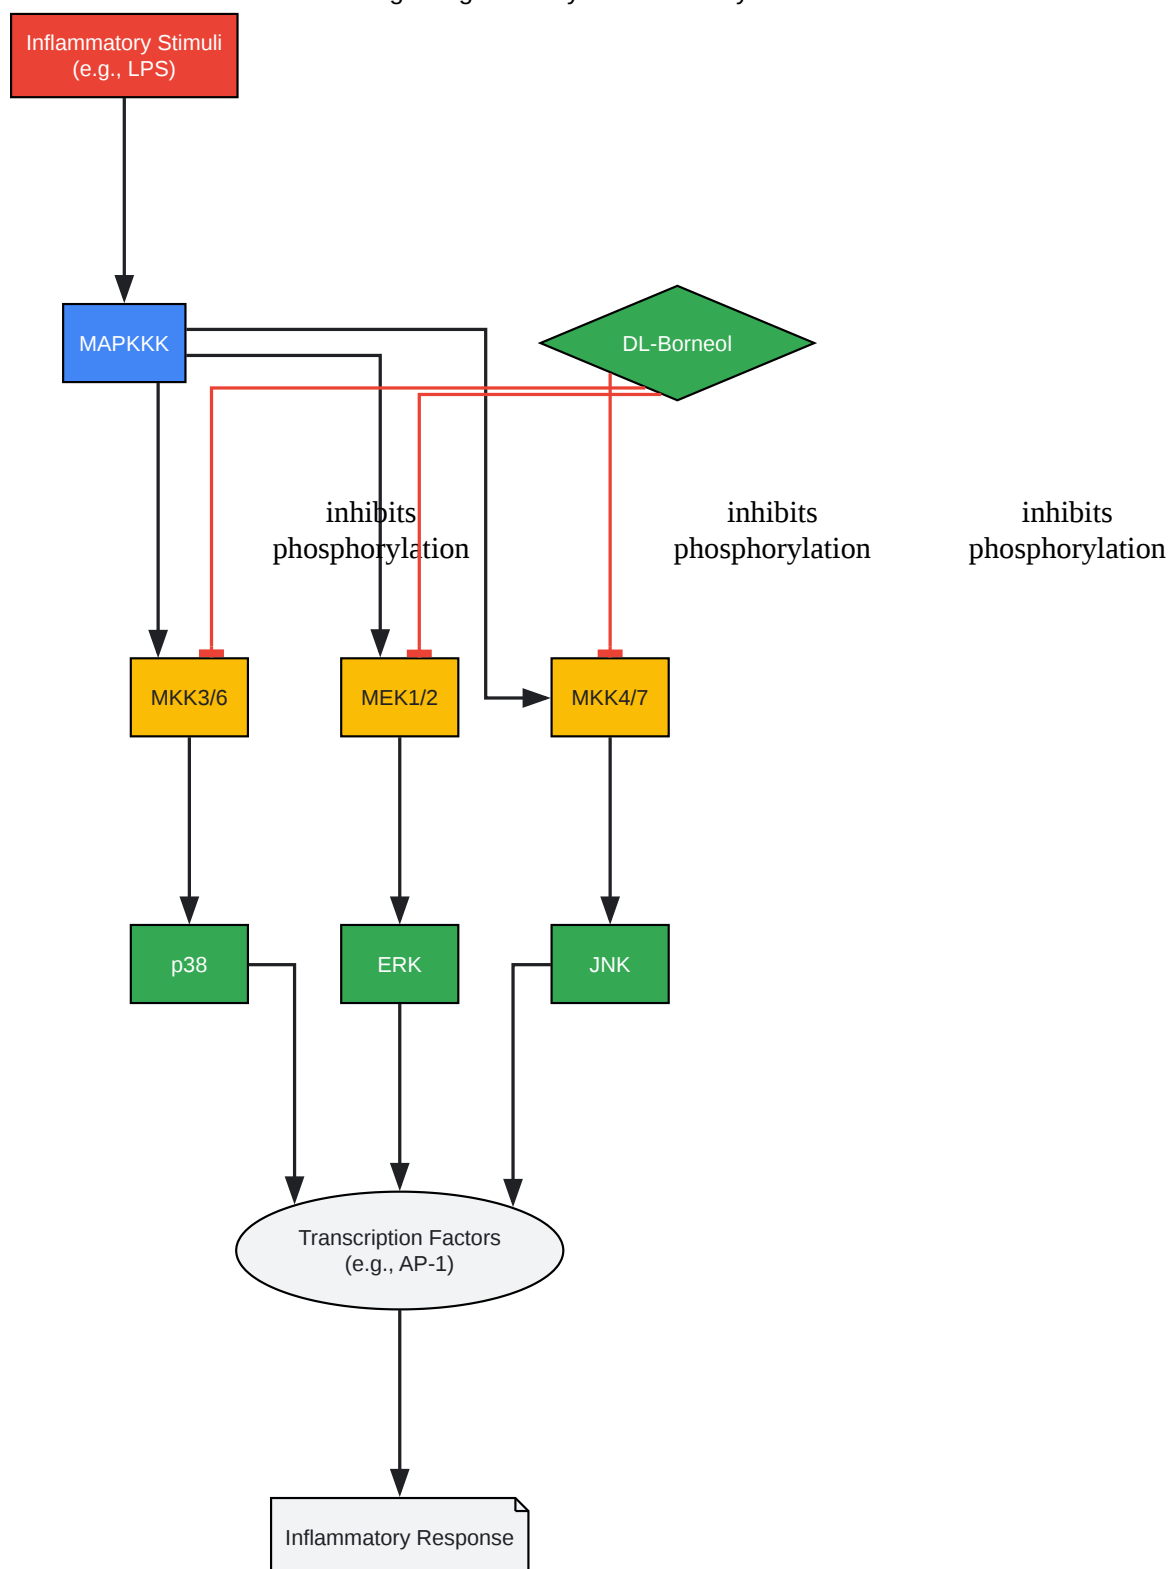 Inflammatory Stimuli
(e.g., LPS)
MAPKKK
DL-Borneol
inhibits
phosphorylation
inhibits
phosphorylation
inhibits
phosphorylation
MKK3/6
MEK1/2
MKK4/7
p38
ERK
JNK
Transcription Factors
(e.g., AP-1)
Inflammatory Response